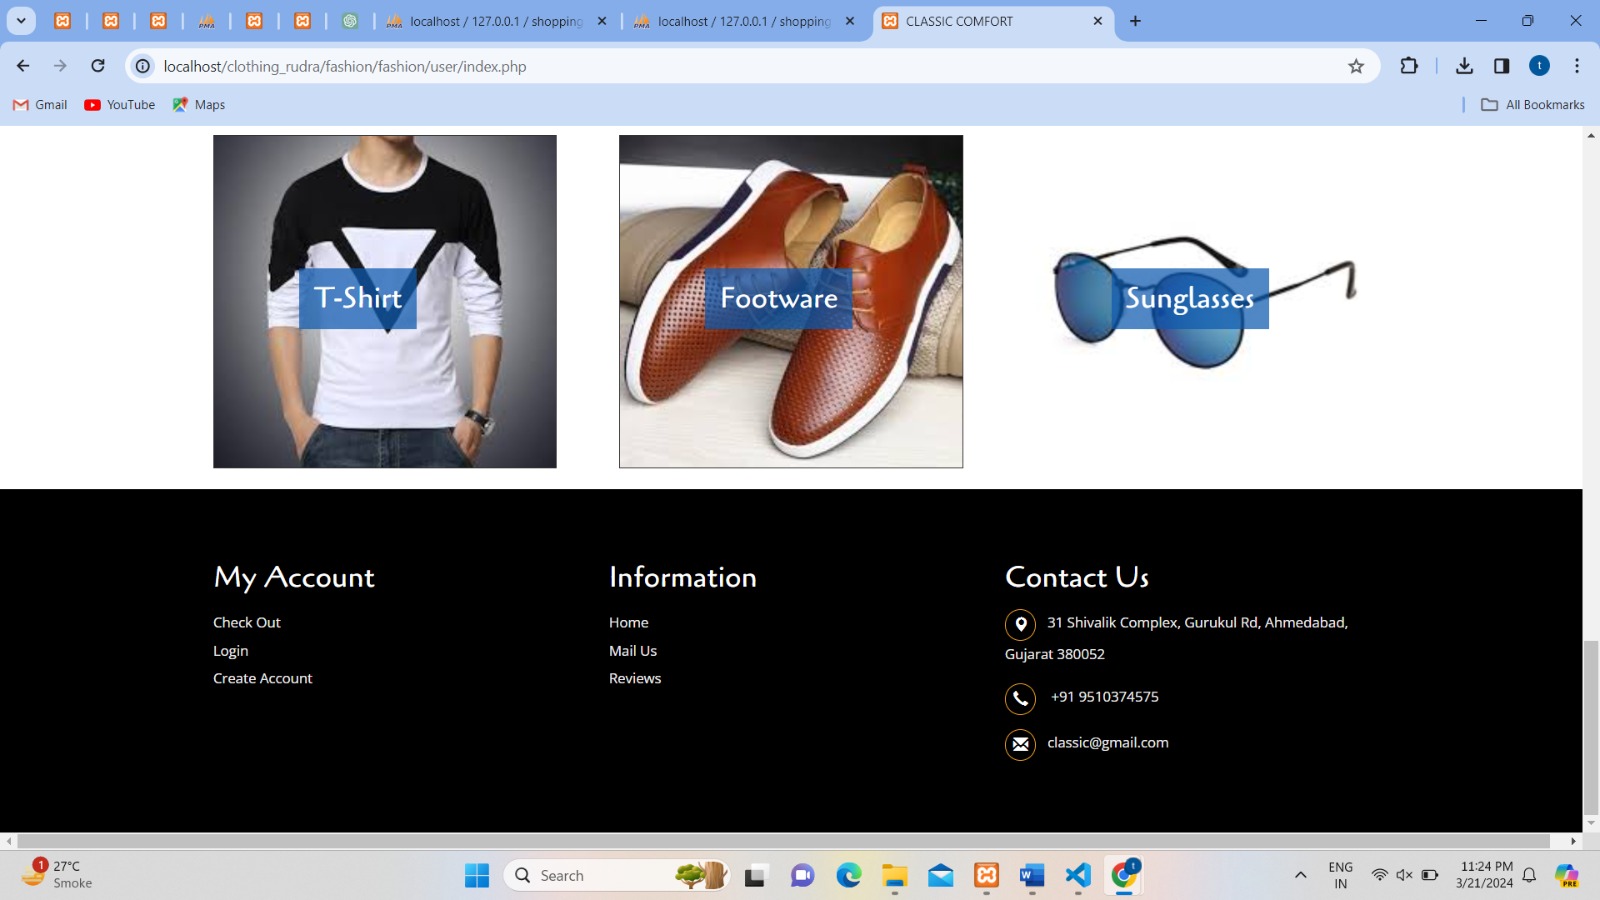 localhost / 127.0.0.1 / shopping
localhost / 127.0.0.1 / shopping
CLASSIC COMFORT
localhost/clothing_rudra/fashion/fashion/user/index.php
t
Gmail
YouTube
Maps
All Bookmarks
T-Shirt
Footware
Sunglasses
My Account
Check Out
Login
Create Account
Information
Home
Mail Us
Reviews
Contact Us
31 Shivalik Complex, Gurukul Rd, Ahmedabad,
Gujarat 380052
+91 9510374575
classic@gmail.com
1
27°C
Smoke
Search
t
ENG
IN
11:24 PM
3/21/2024
PRE